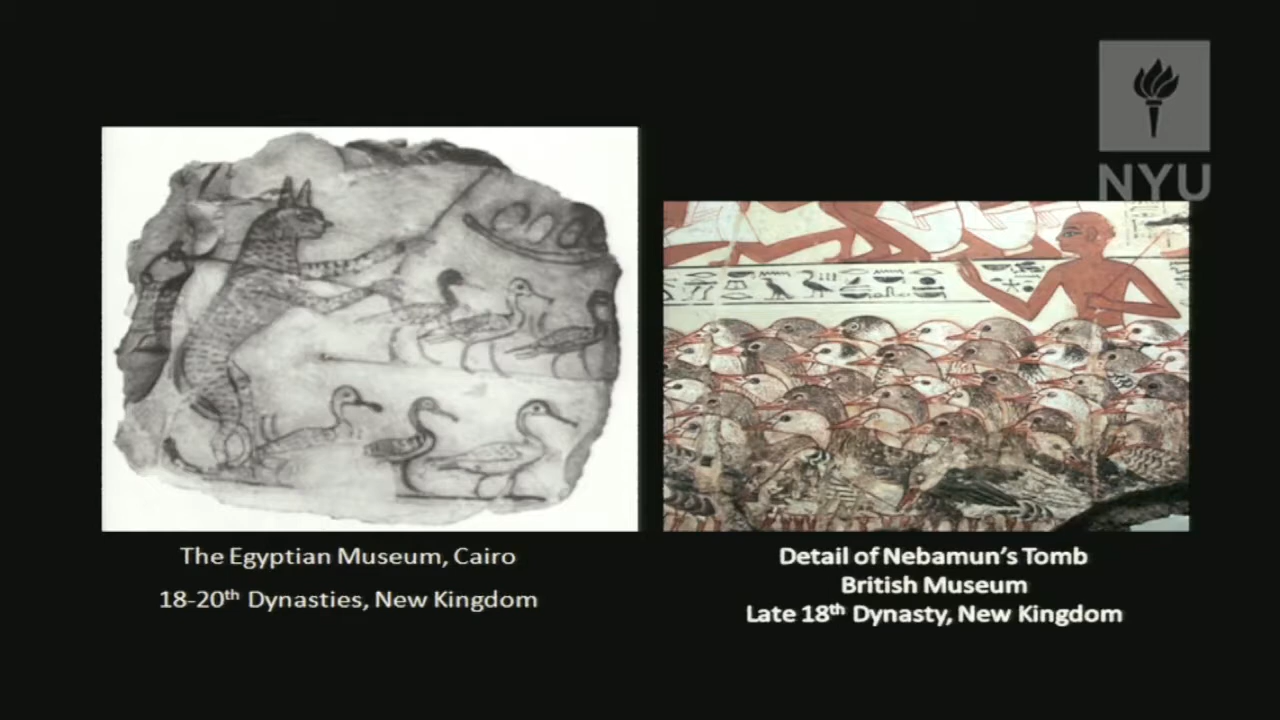 NYU
The Egyptian Museum, Cairo
18-20th Dynasties, New Kingdom
Detail of Nebamun's Tomb
British Museum
Late 18th Dynasty, New Kingdom